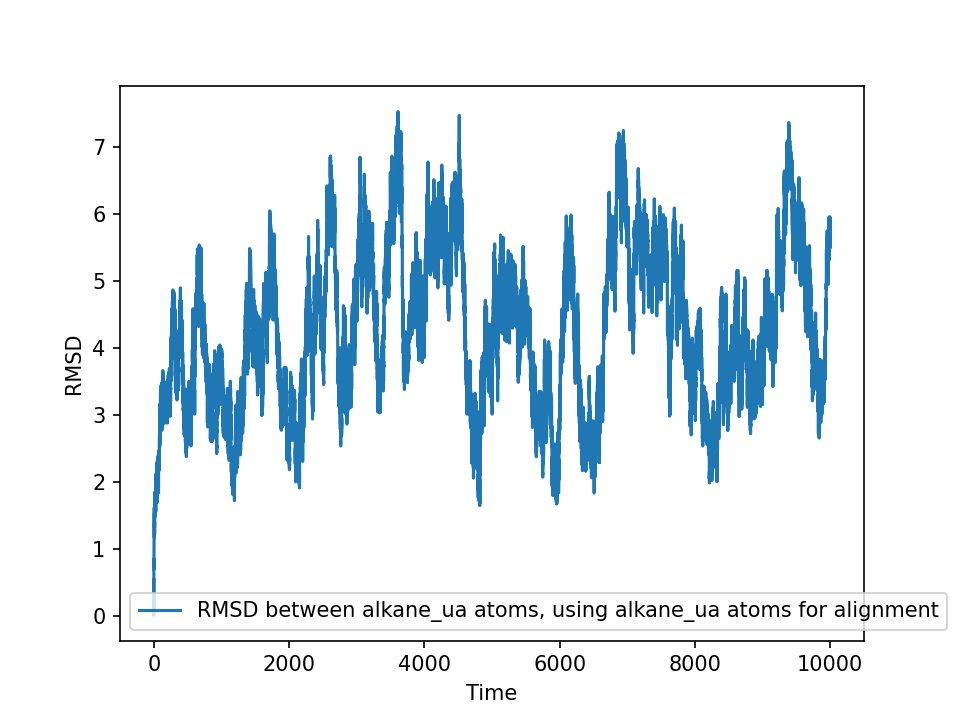 7
6
5
4
3
2
1
0
RMSD
RMSD between alkane_ua atoms, using alkane_ua atoms for alignment
0 2000 4000 6000 8000 10000
Time